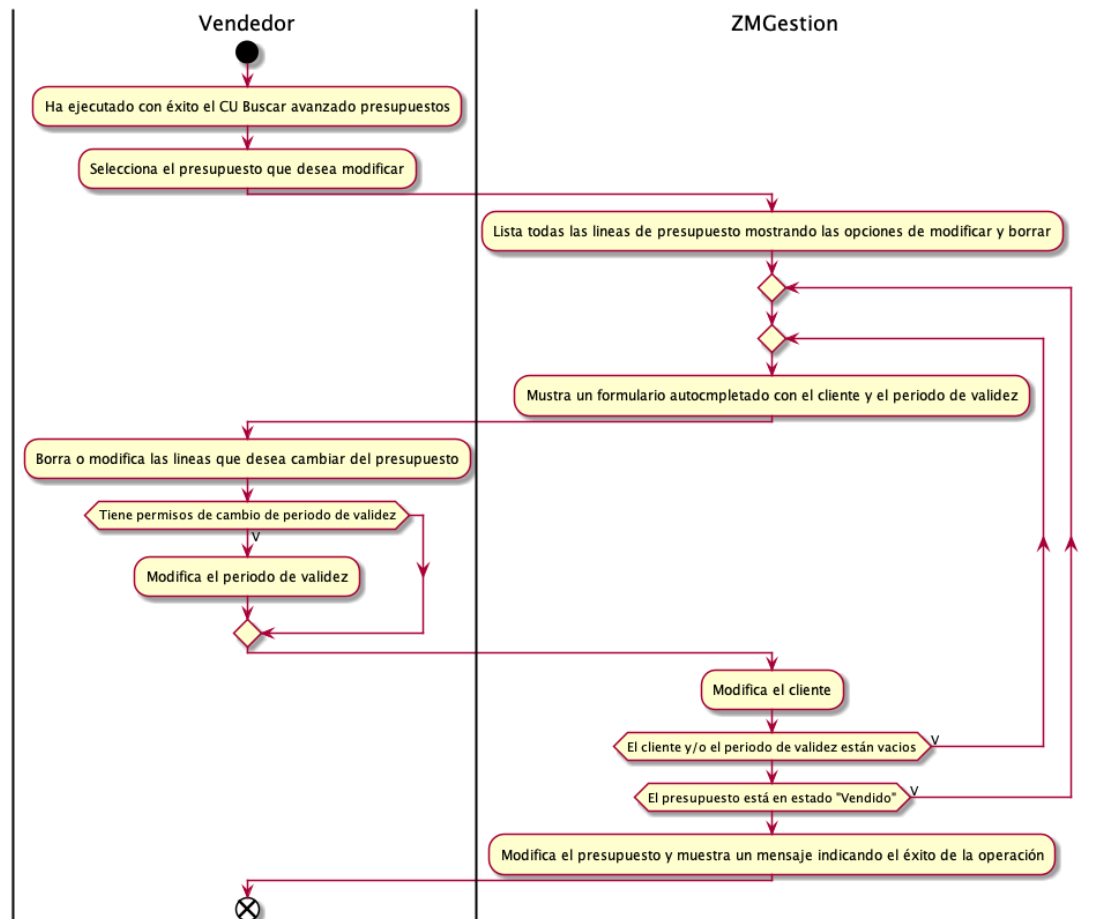 Vendedor
ZMGestion
Ha ejecutado con éxito el CU Buscar avanzado presupuestos
Selecciona el presupuesto que desea modificar
Lista todas las lineas de presupuesto mostrando las opciones de modificar y borrar
Mustra un formulario autocmpletado con el cliente y el periodo de validez
Borra o modifica las lineas que desea cambiar del presupuesto
Tiene permisos de cambio de periodo de validez
V
Modifica el periodo de validez
Modifica el cliente
El cliente y/o el periodo de validez están vacios
V
El presupuesto está en estado "Vendido"
V
Modifica el presupuesto y muestra un mensaje indicando el éxito de la operación